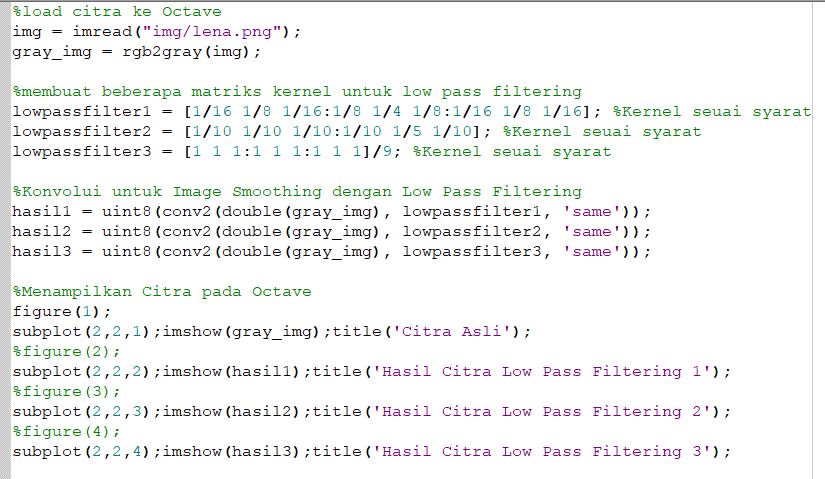 %load citra ke Octave
img = imread("img/lena.png");
gray_img = rgb2gray(img);
%membuat beberapa matriks kernel untuk low pass filtering
lowpassfilter1 = [1/16 1/8 1/16:1/8 1/4 1/8:1/16 1/8 1/16]; %Kernel seuai syarat
lowpassfilter2 = [1/10 1/10 1/10:1/10 1/5 1/10]; %Kernel seuai syarat
lowpassfilter3 = [1 1 1:1 1 1:1 1 1]/9; %Kernel seuai syarat
%Konvolui untuk Image Smoothing dengan Low Pass Filtering
hasil1 = uint8(conv2(double(gray_img), lowpassfilter1, 'same'));
hasil2 = uint8(conv2(double(gray_img), lowpassfilter2, 'same'));
hasil3 = uint8(conv2(double(gray_img), lowpassfilter3, 'same'));
%Menampilkan Citra pada Octave
figure(1);
subplot(2,2,1);imshow(gray_img);title('Citra Asli');
%figure(2);
subplot(2,2,2);imshow(hasil1);title('Hasil Citra Low Pass Filtering 1');
%figure(3);
subplot(2,2,3);imshow(hasil2);title('Hasil Citra Low Pass Filtering 2');
%figure(4);
subplot(2,2,4);imshow(hasil3);title('Hasil Citra Low Pass Filtering 3');